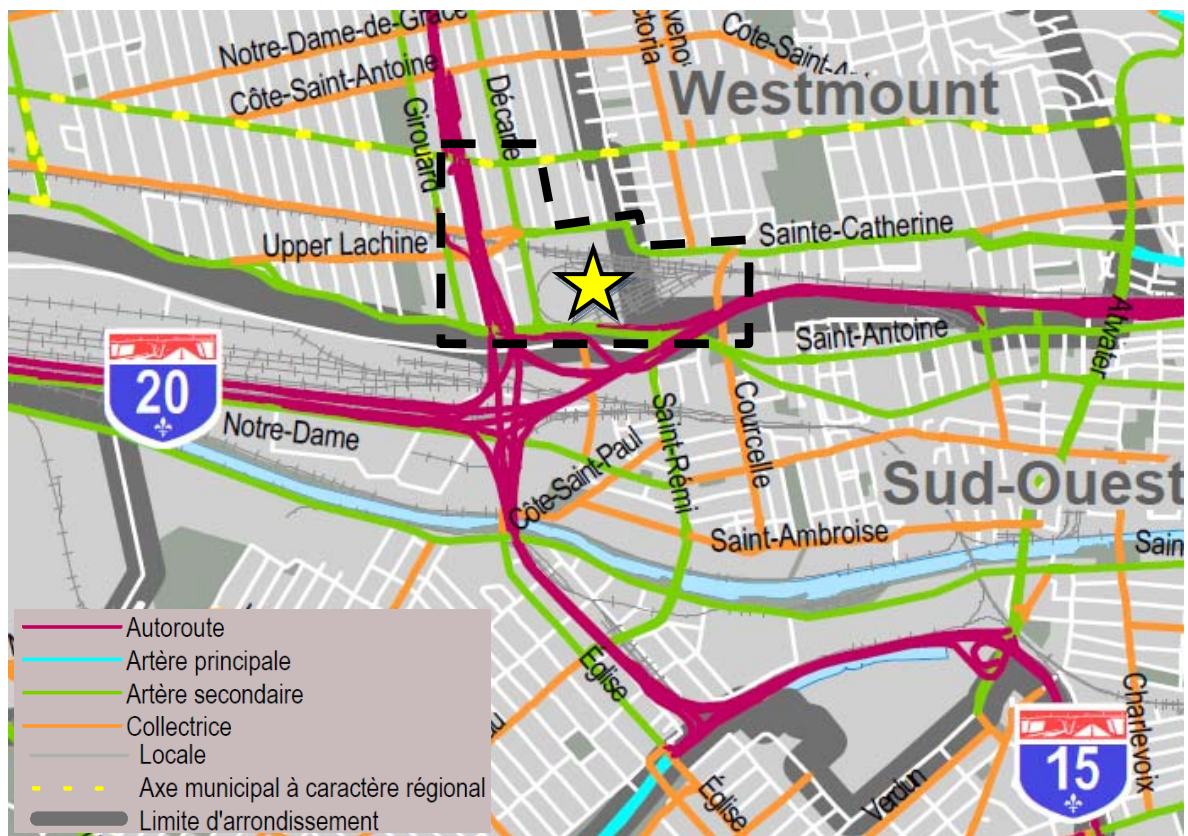 Notre-Dame-de-Grâce
Côte-Saint-Antoine
Girouard
Décarie
Westmount
Upper Lachine
Sainte-Catherine
Saint-Antoine
Atwater
20
Notre-Dame
Côte-Saint-Paul
Saint-Rémi
Courcelle
Sud-Ouest
Saint-Ambroise
Église
Église
Verdun
Charlevoix
15
Autoroute
Artère principale
Artère secondaire
Collectrice
Locale
Axe municipal à caractère régional
Limite d'arrondissement